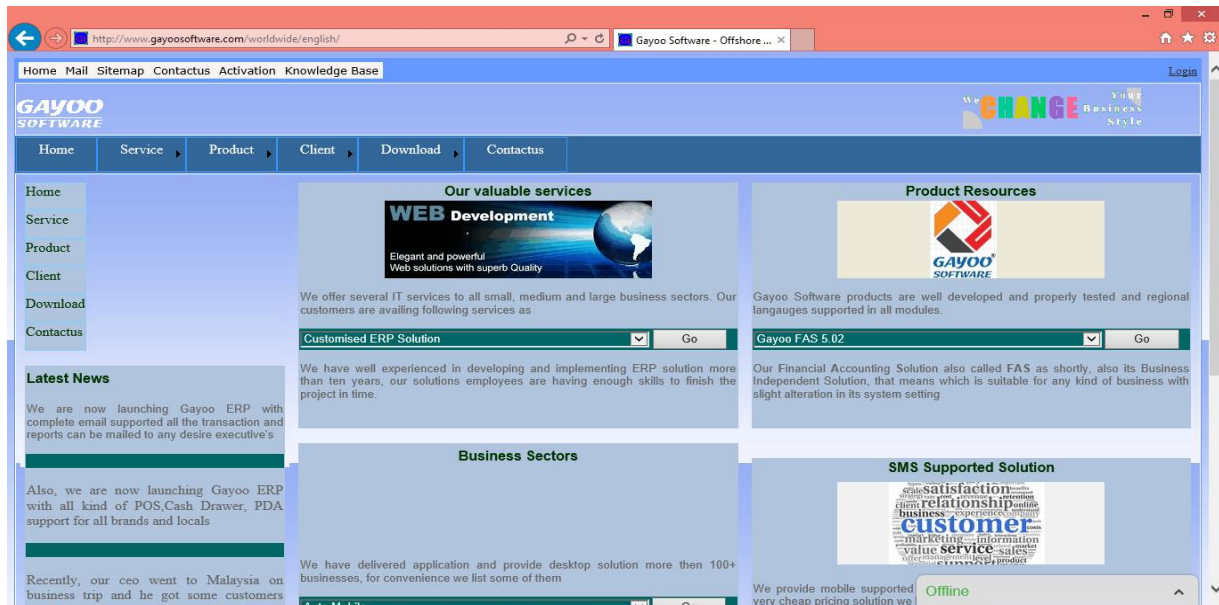 http://www.gayoosoftware.com/worldwide/english/
Gayoo Software - Offshore ...
Home Mail Sitemap Contactus Activation Knowledge Base
Login
GAYOO
SOFTWARE
We CHANGE Your Business Style
Home Service Product Client Download Contactus
Home
Service
Product
Client
Download
Contactus
Latest News
We are now launching Gayoo ERP with
complete email supported all the transaction and
reports can be mailed to any desire executive's
Also, we are now launching Gayoo ERP
with all kind of POS,Cash Drawer, PDA
support for all brands and locals
Recently, our ceo went to Malaysia on
business trip and he got some customers
Our valuable services
WEB Development
Elegant and powerful
Web solutions with superb Quality
We offer several IT services to all small, medium and large business sectors. Our
customers are availing following services as
Customised ERP Solution Go
We have well experienced in developing and implementing ERP solution more
than ten years, our solutions employees are having enough skills to finish the
project in time.
Business Sectors
We have delivered application and provide desktop solution more then 100+
businesses, for convenience we list some of them
Product Resources
GAYOO
SOFTWARE
Gayoo Software products are well developed and properly tested and regional
langauges supported in all modules.
Gayoo FAS 5.02 Go
Our Financial Accounting Solution also called FAS as shortly, also its Business
Independent Solution, that means which is suitable for any kind of business with
slight alteration in its system setting
SMS Supported Solution
satisfaction
client relationship online
business experience company
customer
marketing information
value service sales
offer management level product
support
We provide mobile supported
very cheap pricing solution we
Offline